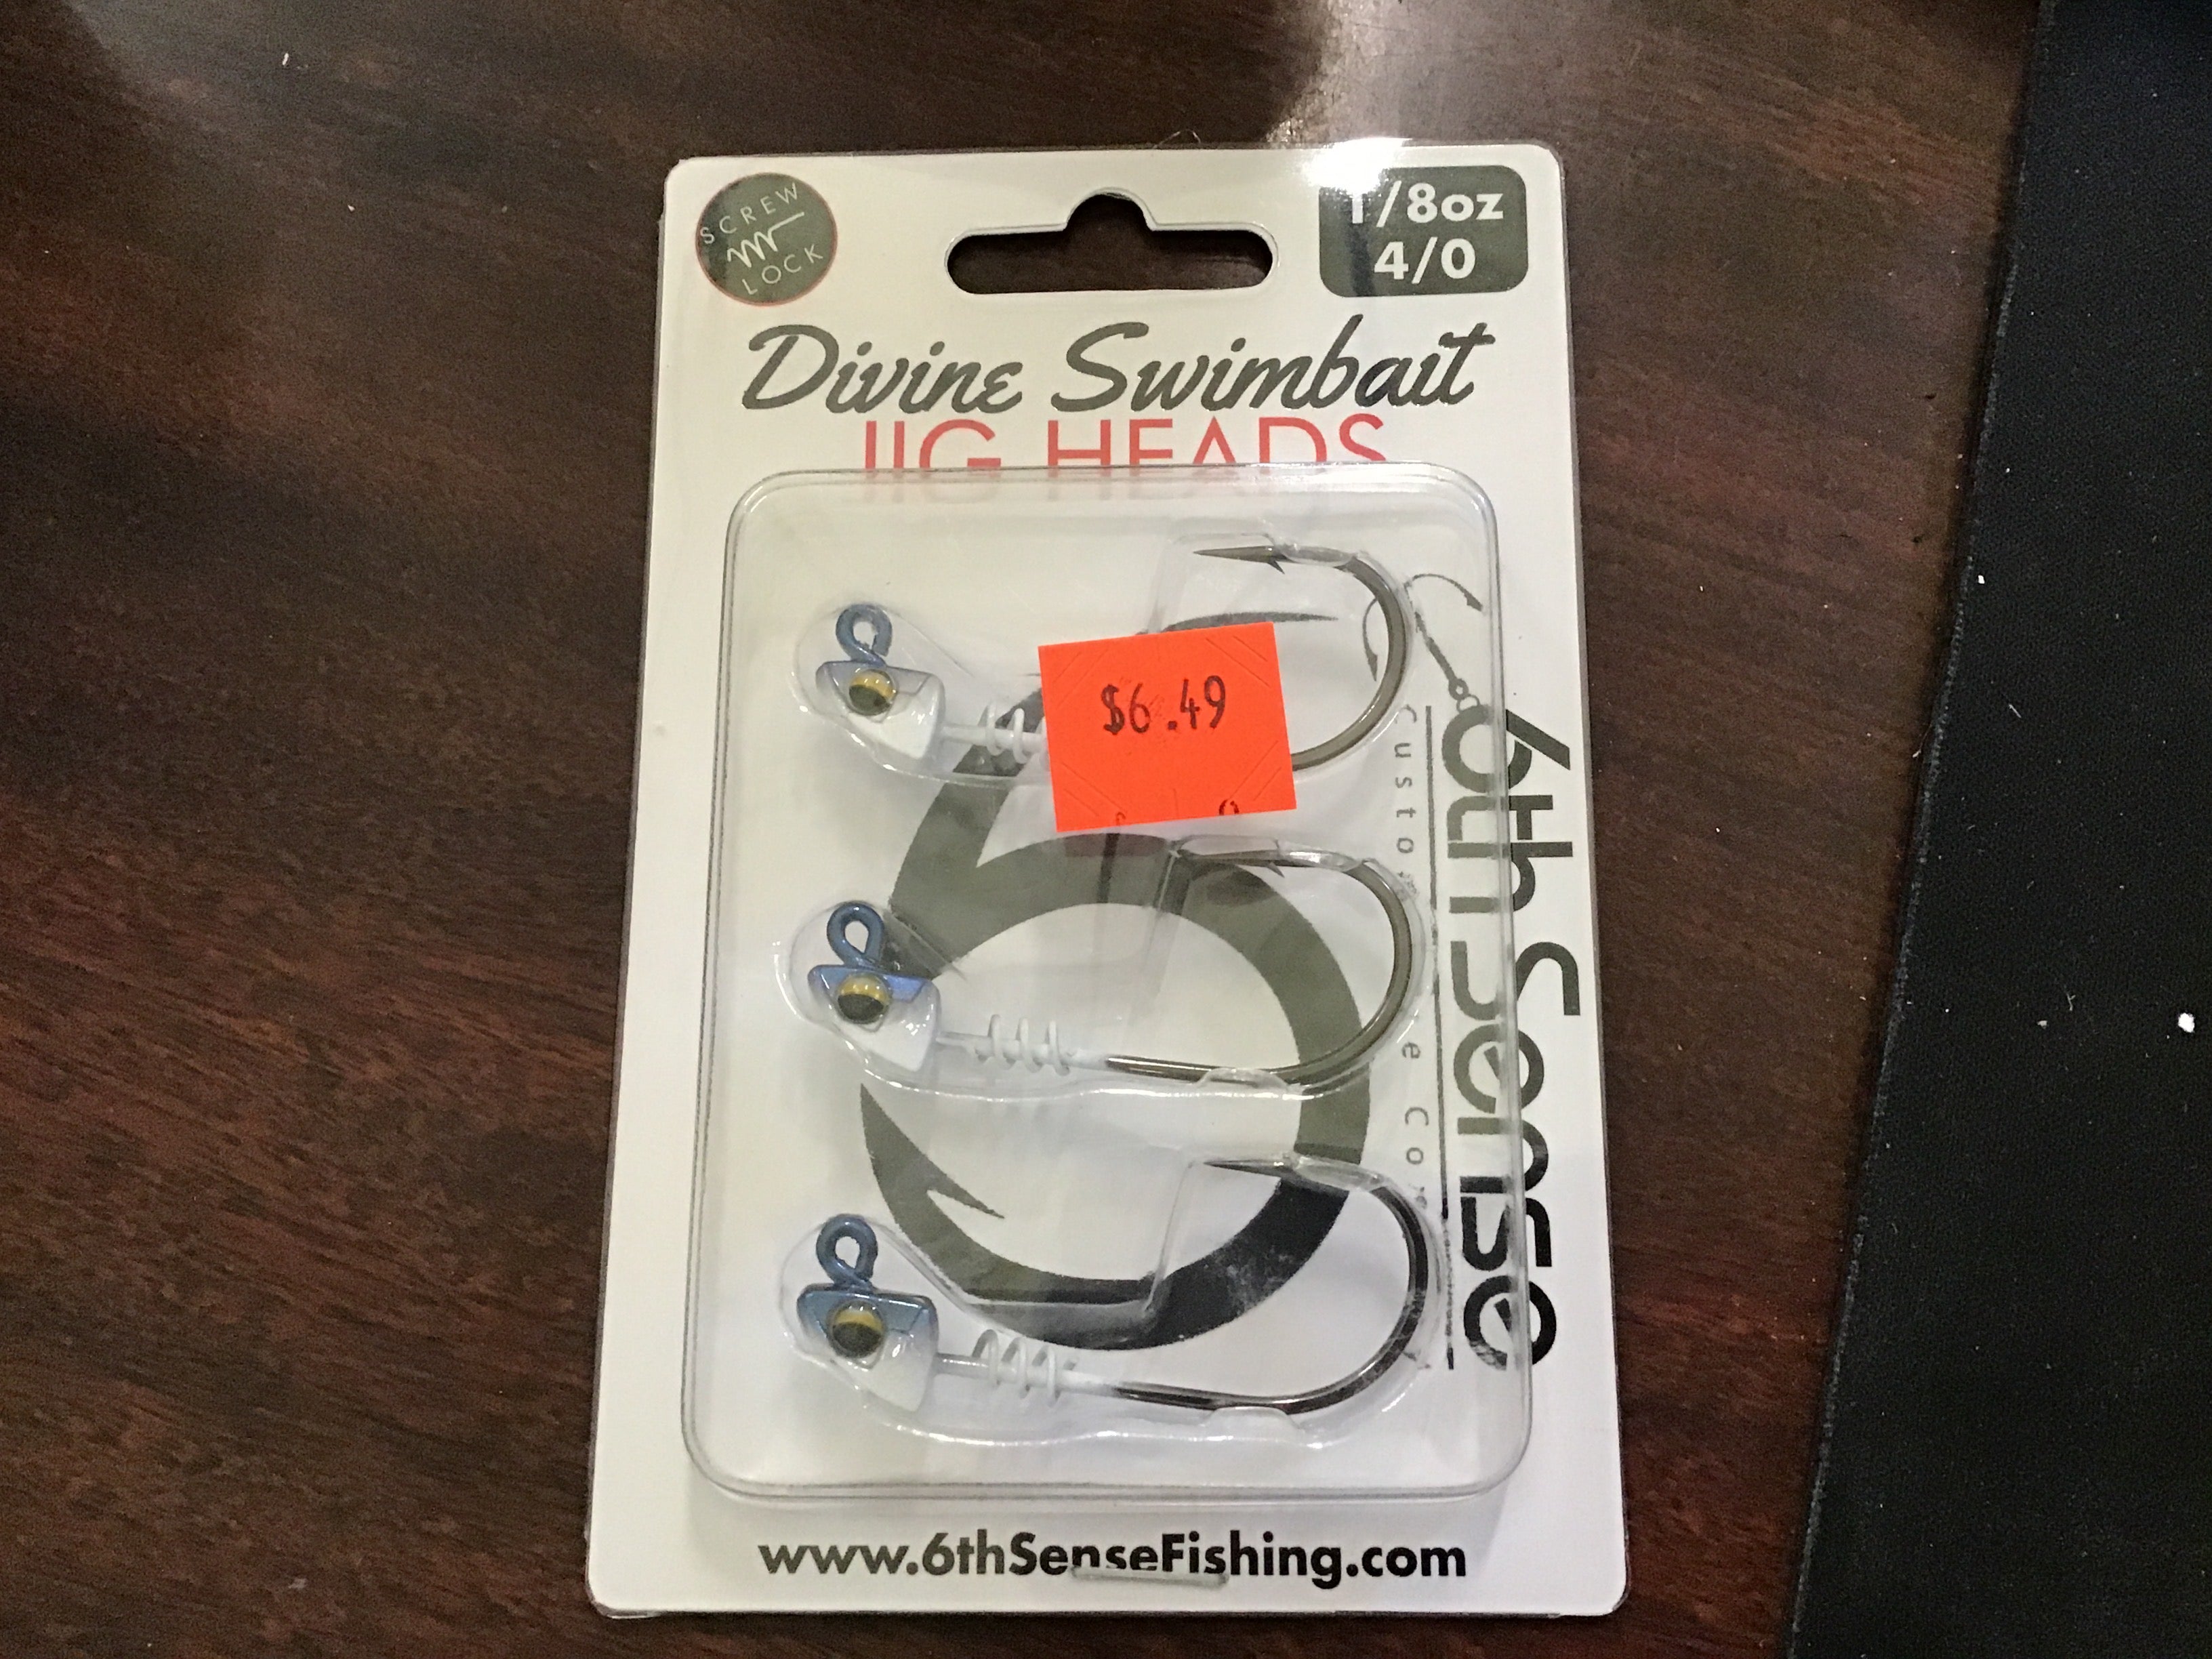 SCREW
LOCK
1/8oz
4/0
Divine Swimbait
JIG HEADS
$6.49
6th Sense
www.6thSenseFishing.com